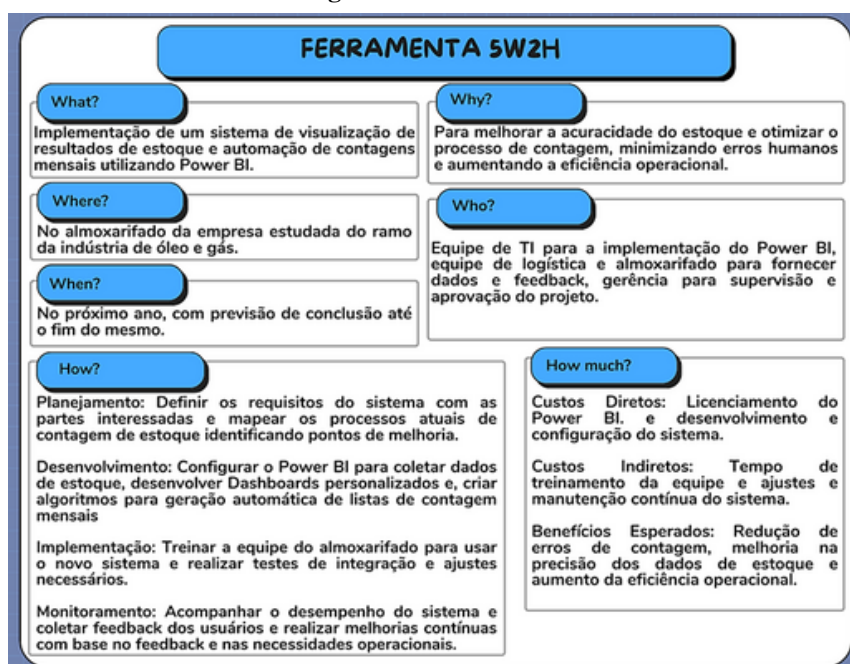 FERRAMENTA 5W2H
What?
Implementação de um sistema de visualização de
resultados de estoque e automação de contagens
mensais utilizando Power BI.
Why?
Para melhorar a acuracidade do estoque e otimizar o
processo de contagem, minimizando erros humanos
e aumentando a eficiência operacional.
Where?
No almoxarifado da empresa estudada do ramo
da indústria de óleo e gás.
Who?
Equipe de TI para a implementação do Power BI,
equipe de logística e almoxarifado para fornecer
dados e feedback, gerência para supervisão e
aprovação do projeto.
When?
No próximo ano, com previsão de conclusão até
o fim do mesmo.
How?
Planejamento: Definir os requisitos do sistema com as
partes interessadas e mapear os processos atuais de
contagem de estoque identificando pontos de melhoria.
Desenvolvimento: Configurar o Power BI para coletar dados
de estoque, desenvolver Dashboards personalizados e, criar
algoritmos para geração automática de listas de contagem
mensais
Implementação: Treinar a equipe do almoxarifado para usar
o novo sistema e realizar testes de integração e ajustes
necessários.
Monitoramento: Acompanhar o desempenho do sistema e
coletar feedback dos usuários e realizar melhorias contínuas
com base no feedback e nas necessidades operacionais.
How much?
Custos Diretos: Licenciamento do
Power BI. e desenvolvimento e
configuração do sistema.
Custos Indiretos: Tempo de
treinamento da equipe e ajustes e
manutenção contínua do sistema.
Benefícios Esperados: Redução de
erros de contagem, melhoria na
precisão dos dados de estoque e
aumento da eficiência operacional.